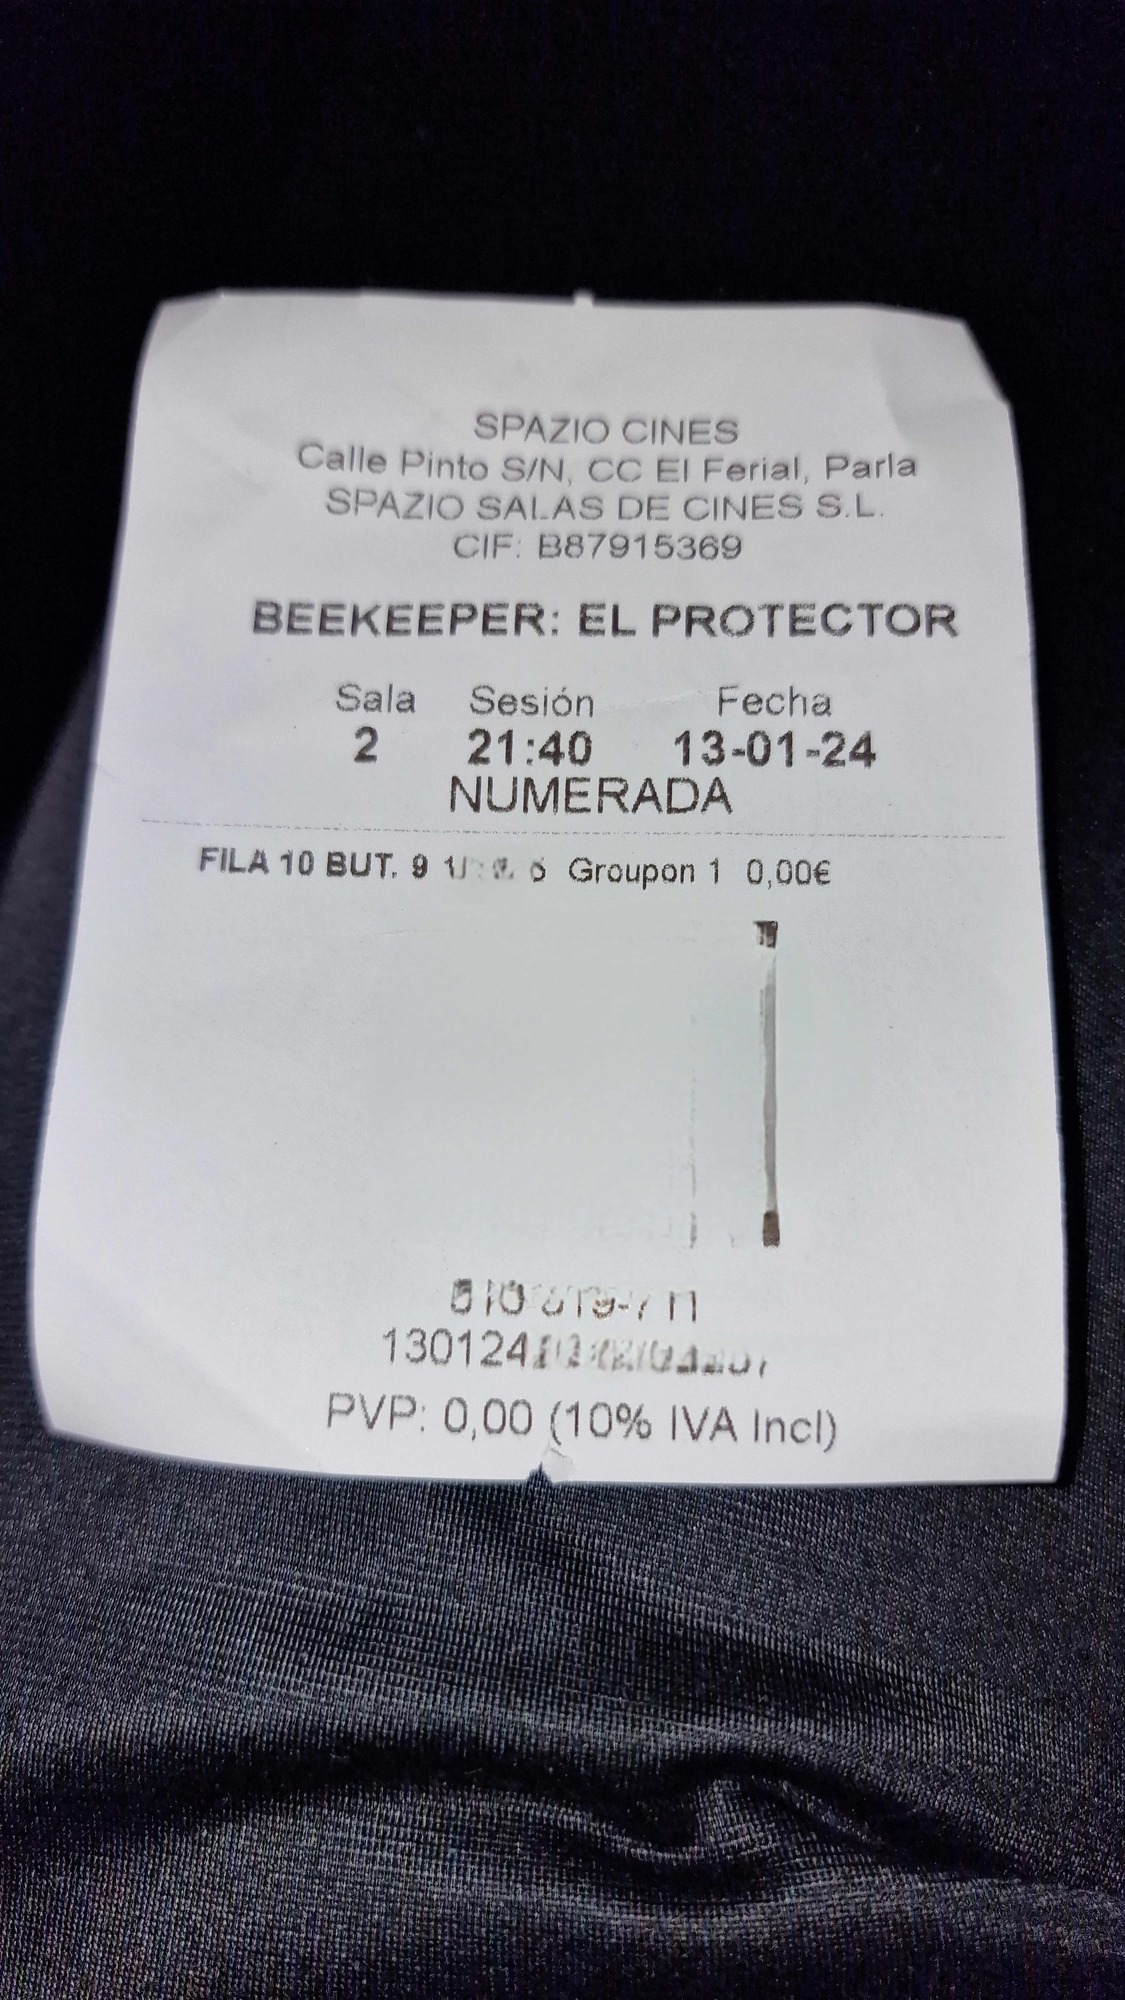 SPAZIO CINES
Calle Pinto S/N, CC El Ferial, Parla
SPAZIO SALAS DE CINES S.L.
CIF: B87915369
BEEKEEPER: EL PROTECTOR
Sala Sesión Fecha
2 21:40 13-01-24
NUMERADA
FILA 10 BUT. 9 Groupon 1 0,00€
PVP: 0,00 (10% IVA Incl)